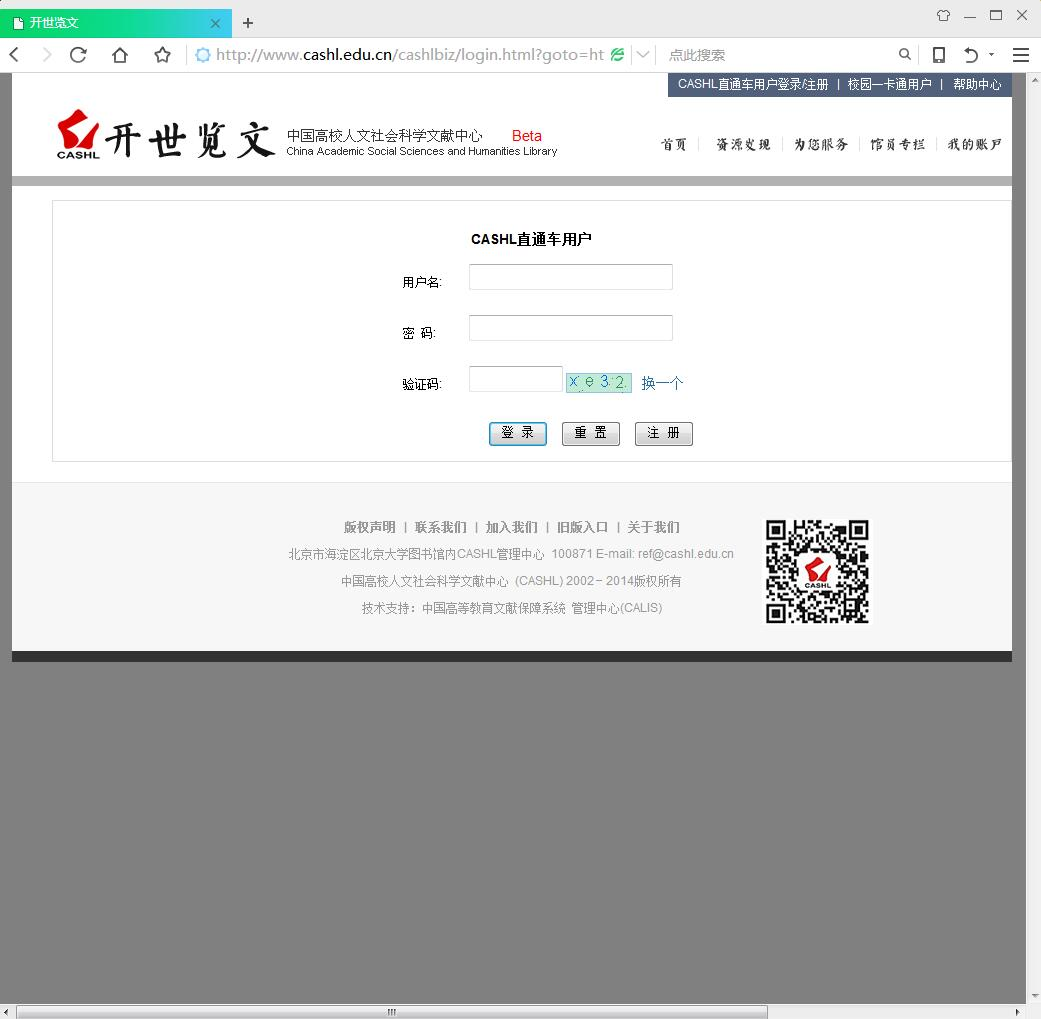 开世览文
http://www.cashl.edu.cn/cashlbiz/login.html?goto=ht
点此搜索
CASHL直通车用户登录/注册 | 校园一卡通用户 | 帮助中心
CASHL
开世览文
中国高校人文社会科学文献中心 Beta
China Academic Social Sciences and Humanities Library
首页 资源发现 为您服务 馆员专栏 我的账户
CASHL直通车用户
用户名:
密 码:
验证码: x e 3 2 换一个
登 录 重 置 注 册
版权声明 | 联系我们 | 加入我们 | 旧版入口 | 关于我们
北京市海淀区北京大学图书馆内CASHL管理中心 100871 E-mail: ref@cashl.edu.cn
中国高校人文社会科学文献中心 (CASHL) 2002－2014版权所有
技术支持：中国高等教育文献保障系统 管理中心(CALIS)
CASHL